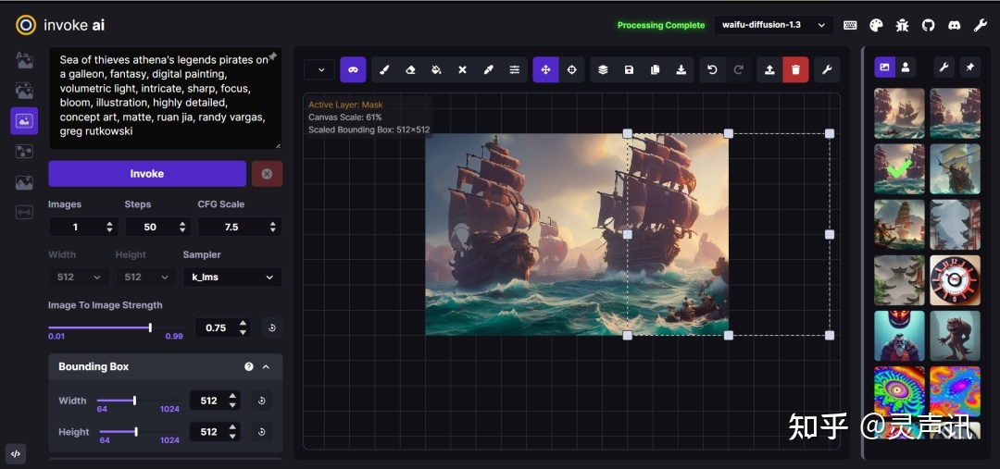 invoke ai
Processing Complete
waifu-diffusion-1.3
Sea of thieves athena's legends pirates on
a galleon, fantasy, digital painting,
volumetric light, intricate, sharp, focus,
bloom, illustration, highly detailed,
concept art, matte, ruan jia, randy vargas,
greg rutkowski
Invoke
Images Steps CFG Scale
1 50 7.5
Width Height Sampler
512 512 k_lms
Image To Image Strength
0.75
0.01 0.99
Bounding Box
Width 512
64 1024
Height 512
64 1024
Active Layer: Mask
Canvas Scale: 61%
Scaled Bounding Box: 512×512
知乎 @灵声讯